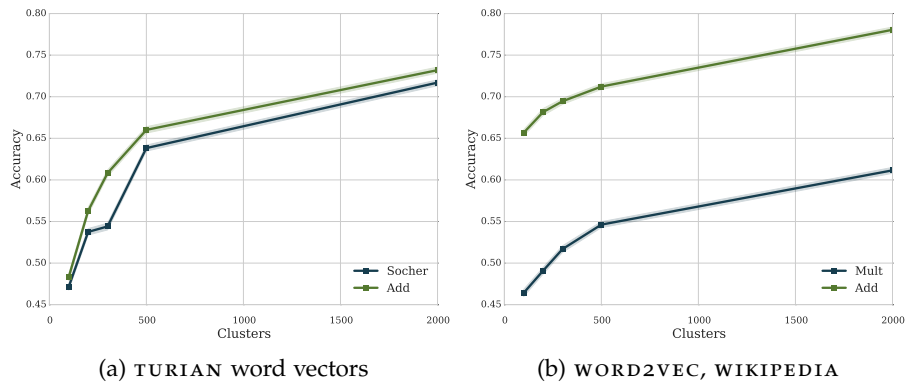 0.80
0.75
0.70
0.65
0.60
0.55
0.50
0.45
Accuracy
0 500 1000 1500 2000
Clusters
Socher
Add
(a) TURIAN word vectors
0.80
0.75
0.70
0.65
0.60
0.55
0.50
0.45
Accuracy
0 500 1000 1500 2000
Clusters
Mult
Add
(b) WORD2VEC, WIKIPEDIA